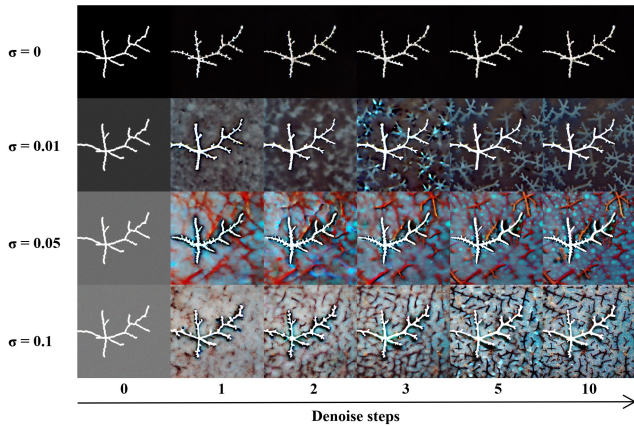 σ = 0
σ = 0.01
σ = 0.05
σ = 0.1
0 1 2 3 5 10
Denoise steps